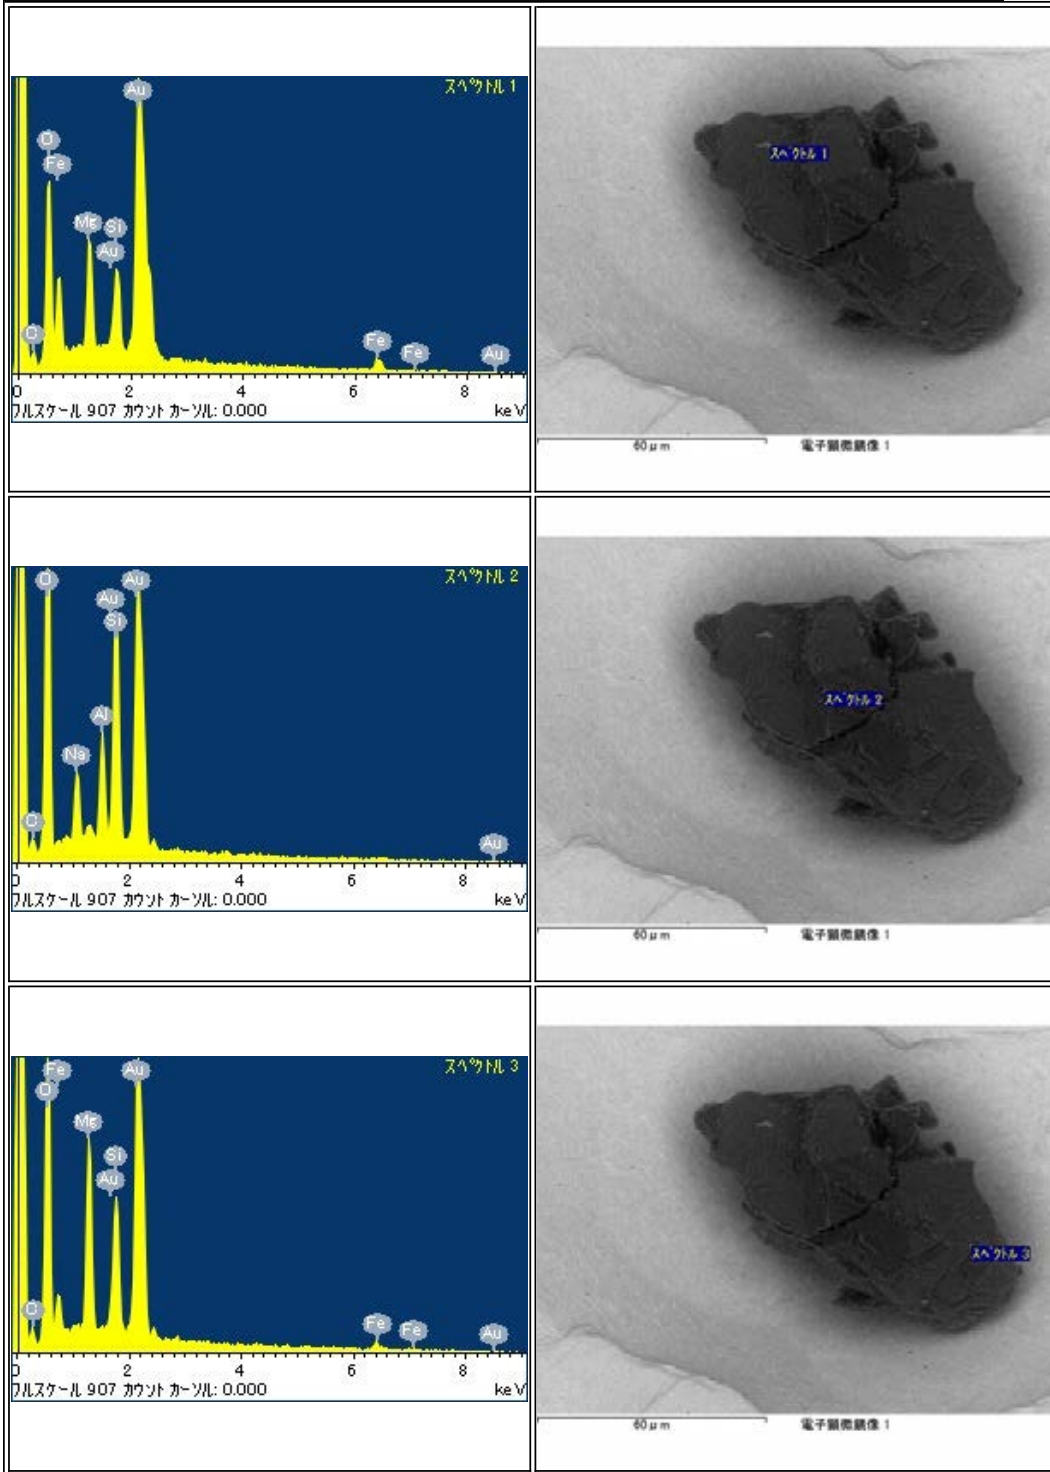 スペクトル 1
Au
O
Fe
Mg
Si
Au
C
Fe
Fe
Au
0 2 4 6 8
フルスケール 907 カウント カーソル: 0.000 keV
スペクトル 1
60μm 電子顕微鏡像 1
スペクトル 2
O
Au
Au
Si
Al
Na
C
Au
0 2 4 6 8
フルスケール 907 カウント カーソル: 0.000 keV
スペクトル 2
60μm 電子顕微鏡像 1
スペクトル 3
Fe
Au
O
Mg
Si
Au
C
Fe
Fe
Au
0 2 4 6 8
フルスケール 907 カウント カーソル: 0.000 keV
スペクトル 3
60μm 電子顕微鏡像 1